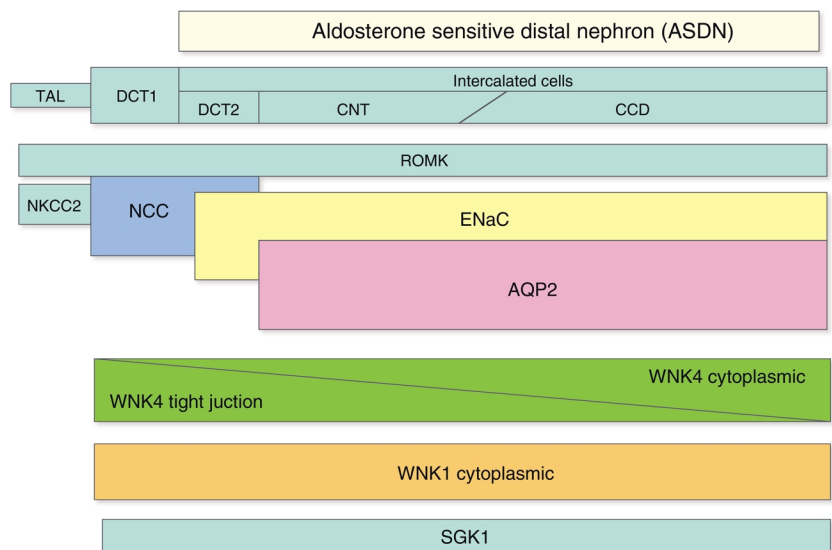 Aldosterone sensitive distal nephron (ASDN)
Intercalated cells
TAL
DCT1
DCT2
CNT
CCD
ROMK
NKCC2
NCC
ENaC
AQP2
WNK4 cytoplasmic
WNK4 tight juction
WNK1 cytoplasmic
SGK1